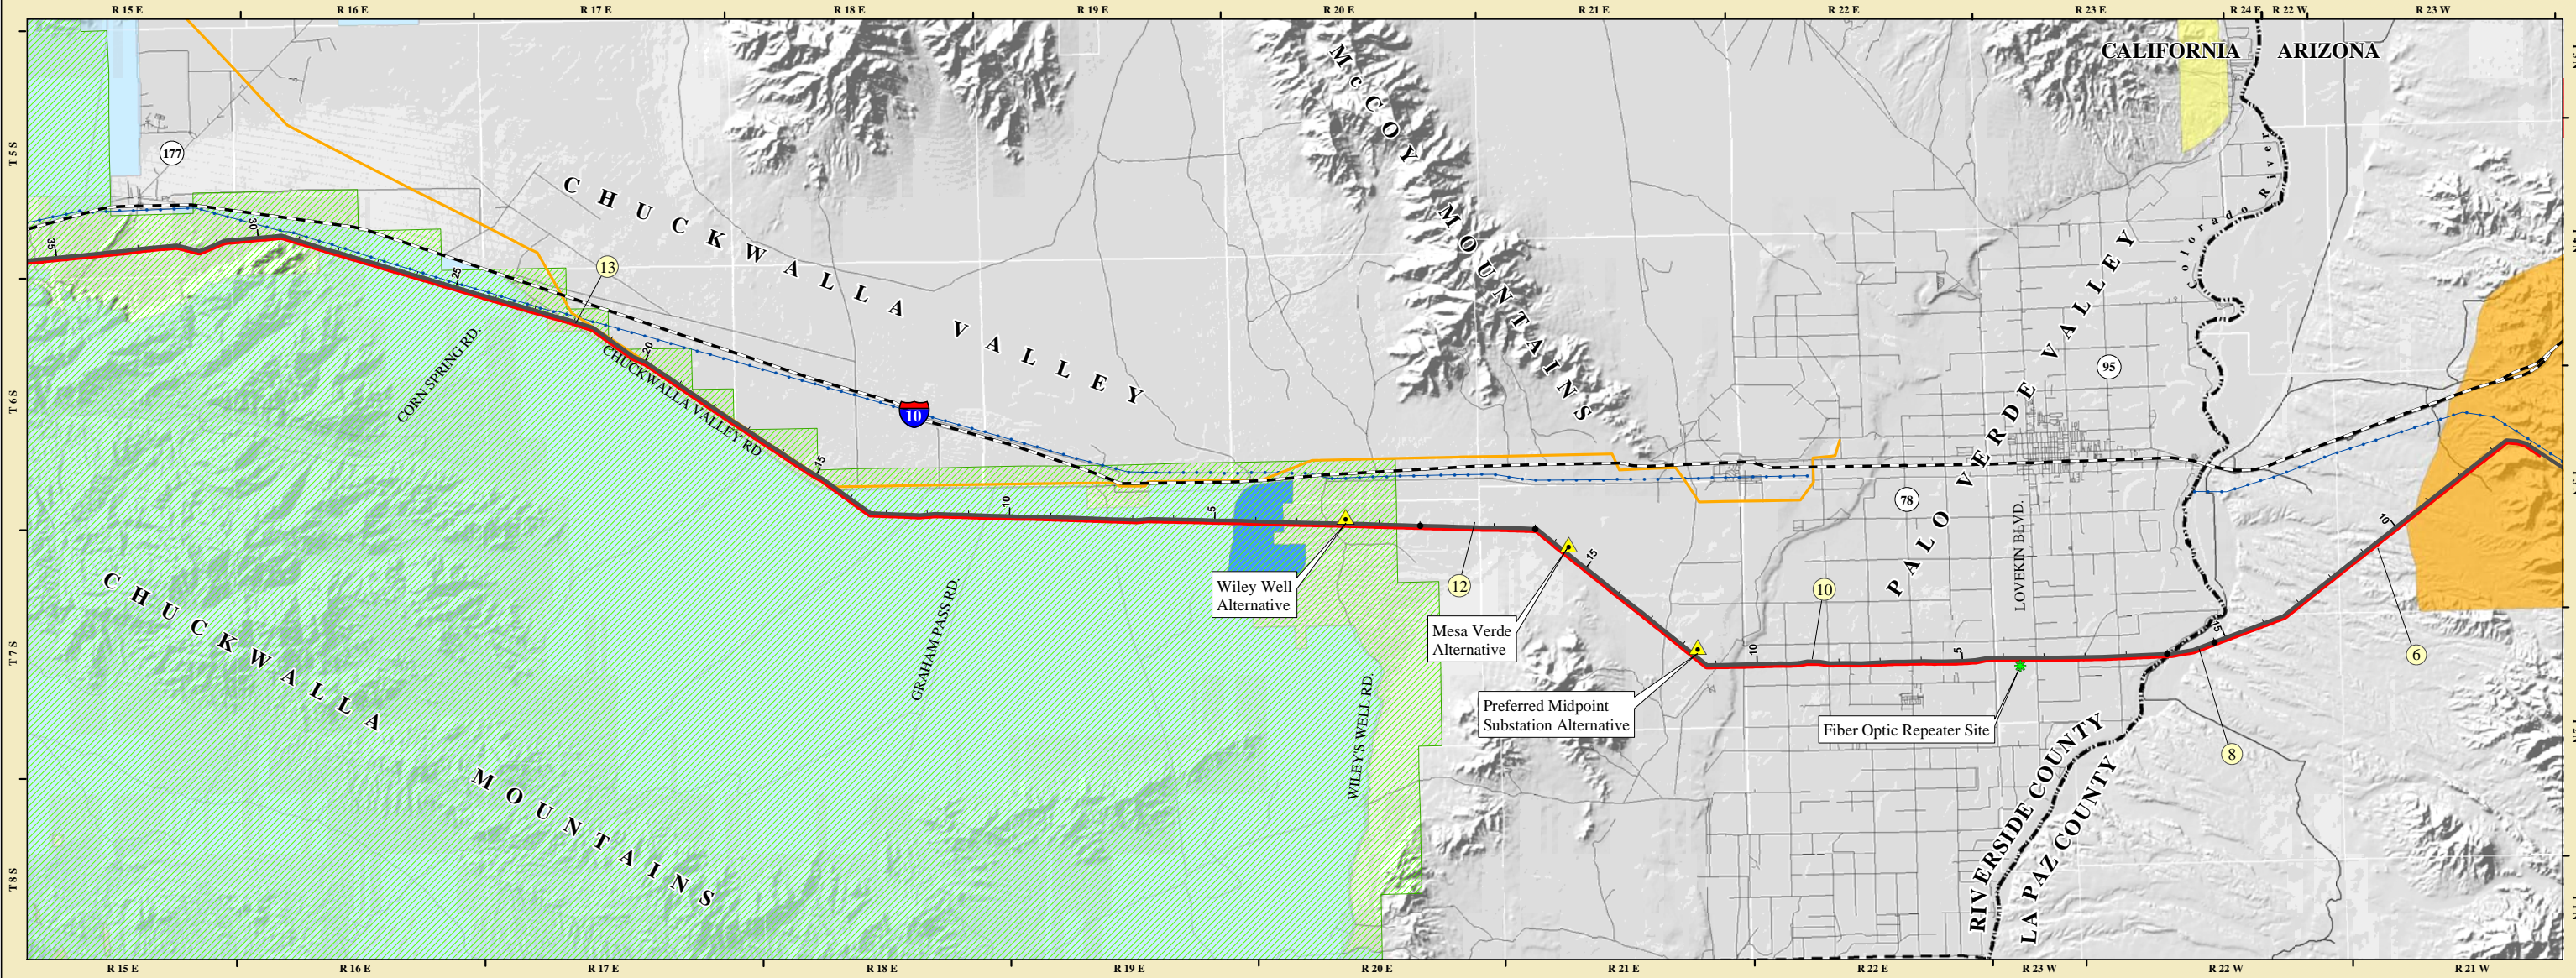 R 15 E R 16 E R 17 E R 18 E R 19 E R 20 E R 21 E R 22 E R 23 E R 24 E R 22 W R 23 W
CALIFORNIA ARIZONA
T 5 S
177
McCOY MOUNTAINS
CHUCKWALLA VALLEY
Colorado River
35
30
25
13
20
CORN SPRING RD.
CHUCKWALLA VALLEY RD.
T 6 S
10
15
PALO VERDE VALLEY
95
78
LOVEKIN BLVD.
10
5
10
Wiley Well
Alternative
12
15
10
CHUCKWALLA
MOUNTAINS
GRAHAM PASS RD.
WILEY'S WELL RD.
Mesa Verde
Alternative
10
5
15
6
T 7 S
Preferred Midpoint
Substation Alternative
Fiber Optic Repeater Site
8
RIVERSIDE COUNTY
LA PAZ COUNTY
T 8 S
R 15 E R 16 E R 17 E R 18 E R 19 E R 20 E R 21 E R 22 E R 23 W R 22 W R 21 W